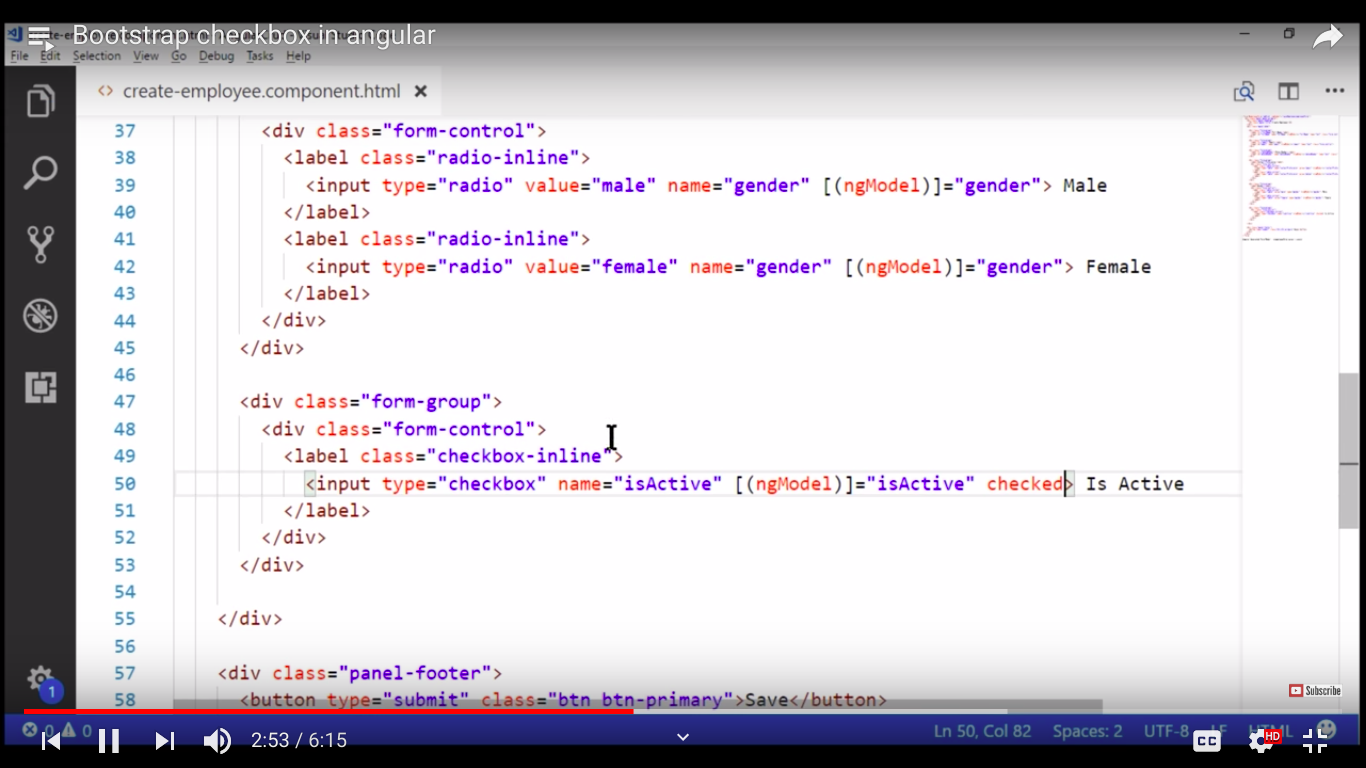 Bootstrap checkbox in angular
File Edit Selection View Go Debug Tasks Help
<> create-employee.component.html ×
37 <div class="form-control">
38 <label class="radio-inline">
39 <input type="radio" value="male" name="gender" [(ngModel)]="gender"> Male
40 </label>
41 <label class="radio-inline">
42 <input type="radio" value="female" name="gender" [(ngModel)]="gender"> Female
43 </label>
44 </div>
45 </div>
46
47 <div class="form-group">
48 <div class="form-control">
49 <label class="checkbox-inline">
50 <input type="checkbox" name="isActive" [(ngModel)]="isActive" checked> Is Active
51 </label>
52 </div>
53 </div>
54
55 </div>
56
57 <div class="panel-footer">
58 <button type="submit" class="btn btn-primary">Save</button>
1
Subscribe
0 0 Ln 50, Col 82 Spaces: 2 UTF-8 LF HTML
2:53 / 6:15 CC HD